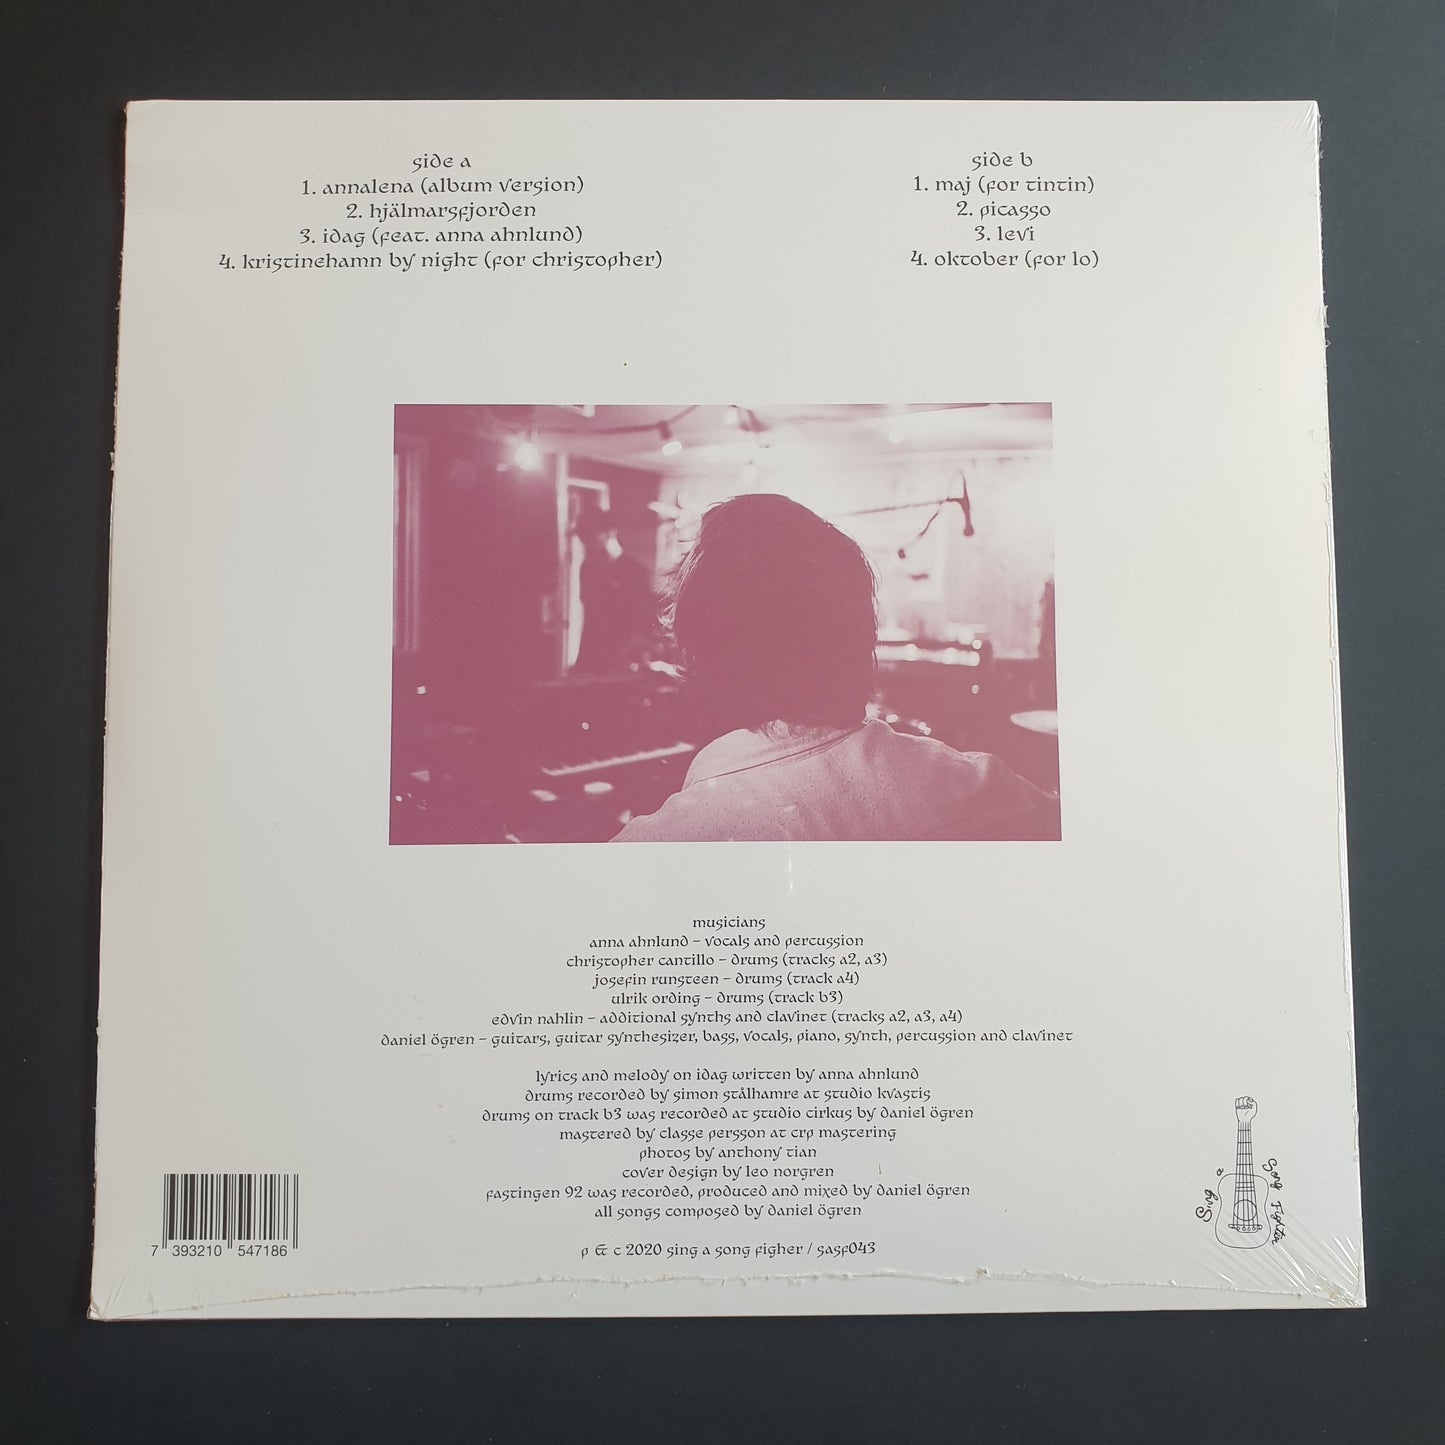 side a
1. annalena (album version)
2. hjälmarsfjorden
3. idag (feat. anna ahnlund)
4. kristinehamn by night (for christopher)
side b
1. maj (for tintin)
2. picasso
3. levi
4. oktober (for lo)
musicians
anna ahnlund – vocals and percussion
christopher cantillo – drums (tracks a2, a3)
josefin runsteen – drums (track a4)
ulrik ording – drums (track b3)
edvin nahlin – additional synths and clavinet (tracks a2, a3, a4)
daniel ögren – guitars, guitar synthesizer, bass, vocals, piano, synth, percussion and clavinet
lyrics and melody on idag written by anna ahnlund
drums recorded by simon stålhamre at studio kvastis
drums on track b3 was recorded at studio cirkus by daniel ögren
mastered by classe persson at crp mastering
photos by anthony tian
cover design by leo norgren
fastingen 92 was recorded, produced and mixed by daniel ögren
all songs composed by daniel ögren
p & c 2020 sing a song figher / sasf043
7 393210 547186
Sing a Song Fighter